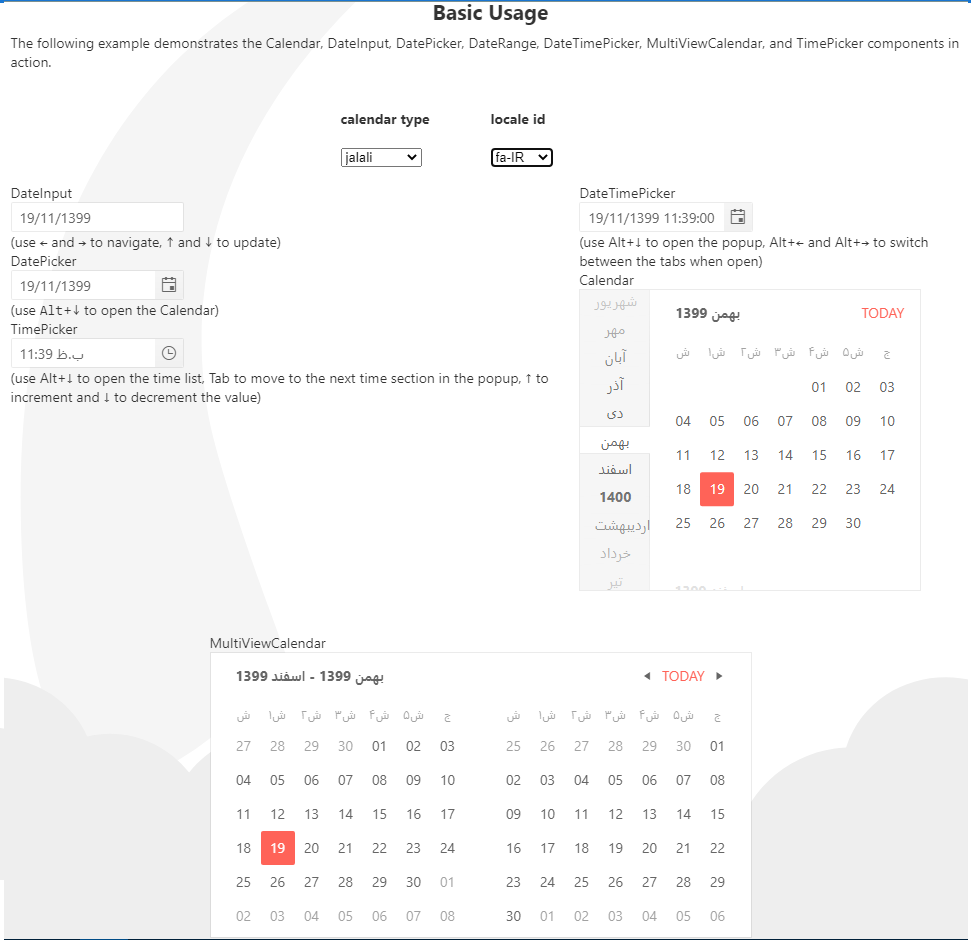 Basic Usage
The following example demonstrates the Calendar, DateInput, DatePicker, DateRange, DateTimePicker, MultiViewCalendar, and TimePicker components in
action.
calendar type
locale id
jalali
fa-IR
DateInput
19/11/1399
(use ← and → to navigate, ↑ and ↓ to update)
DatePicker
19/11/1399
(use Alt+↓ to open the Calendar)
TimePicker
11:39 ب.ظ
(use Alt+↓ to open the time list, Tab to move to the next time section in the popup, ↑ to
increment and ↓ to decrement the value)
DateTimePicker
19/11/1399 11:39:00
(use Alt+↓ to open the popup, Alt+← and Alt+→ to switch
between the tabs when open)
Calendar
شهریور
مهر
آبان
آذر
دی
بهمن
اسفند
1400
اردیبهشت
خرداد
تیر
بهمن 1399 TODAY
ش ۱ش ۲ش ۳ش ۴ش ۵ش ج
01 02 03
04 05 06 07 08 09 10
11 12 13 14 15 16 17
18 19 20 21 22 23 24
25 26 27 28 29 30
MultiViewCalendar
بهمن 1399 - اسفند 1399
◄ TODAY ►
ش ۱ش ۲ش ۳ش ۴ش ۵ش ج
27 28 29 30 01 02 03
04 05 06 07 08 09 10
11 12 13 14 15 16 17
18 19 20 21 22 23 24
25 26 27 28 29 30 01
02 03 04 05 06 07 08
ش ۱ش ۲ش ۳ش ۴ش ۵ش ج
25 26 27 28 29 30 01
02 03 04 05 06 07 08
09 10 11 12 13 14 15
16 17 18 19 20 21 22
23 24 25 26 27 28 29
30 01 02 03 04 05 06